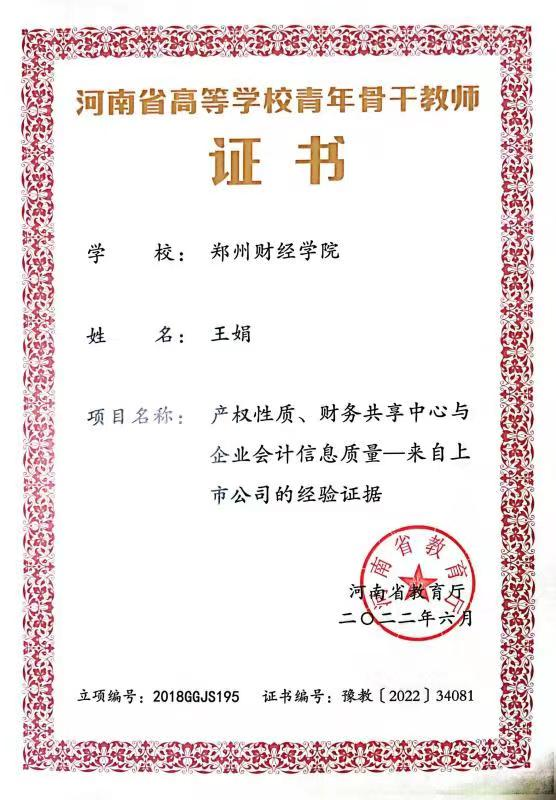 河南省高等学校青年骨干教师
证书
学 校： 郑州财经学院
姓 名： 王娟
项目名称： 产权性质、财务共享中心与
企业会计信息质量—来自上
市公司的经验证据
河南省教育厅
河南省教育厅
二〇二二年六月
立项编号：2018GGJS195 证书编号：豫教〔2022〕34081